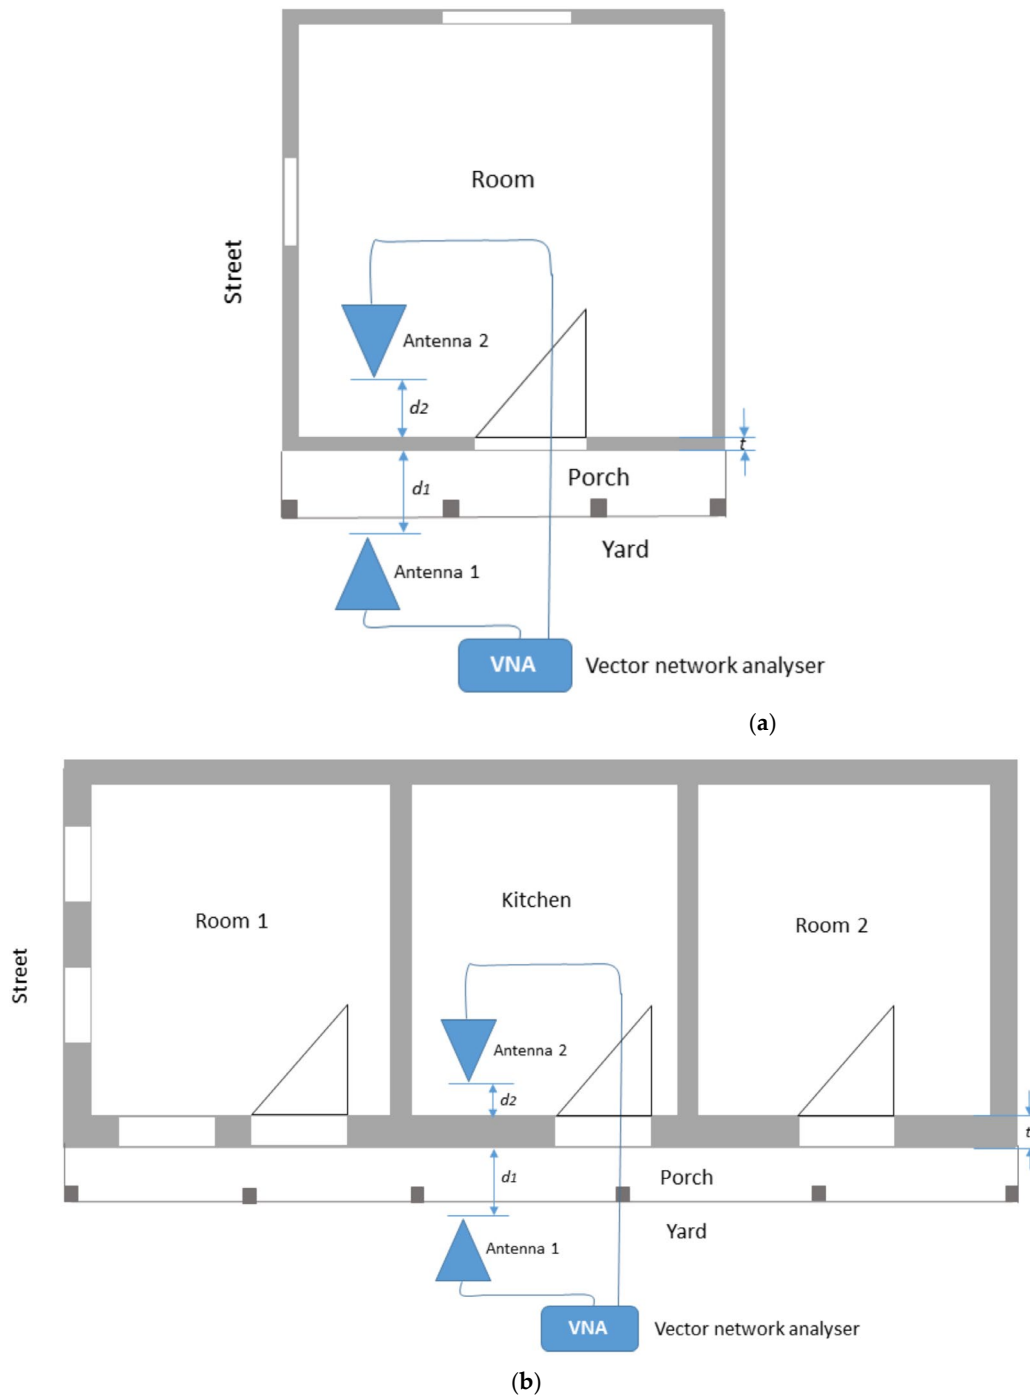 Room
Street
Antenna 2
d2
t
d1
Porch
Yard
Antenna 1
VNA
Vector network analyser
(a)
Kitchen
Room 1
Room 2
Street
Antenna 2
d2
t
d1
Porch
Yard
Antenna 1
VNA
Vector network analyser
(b)